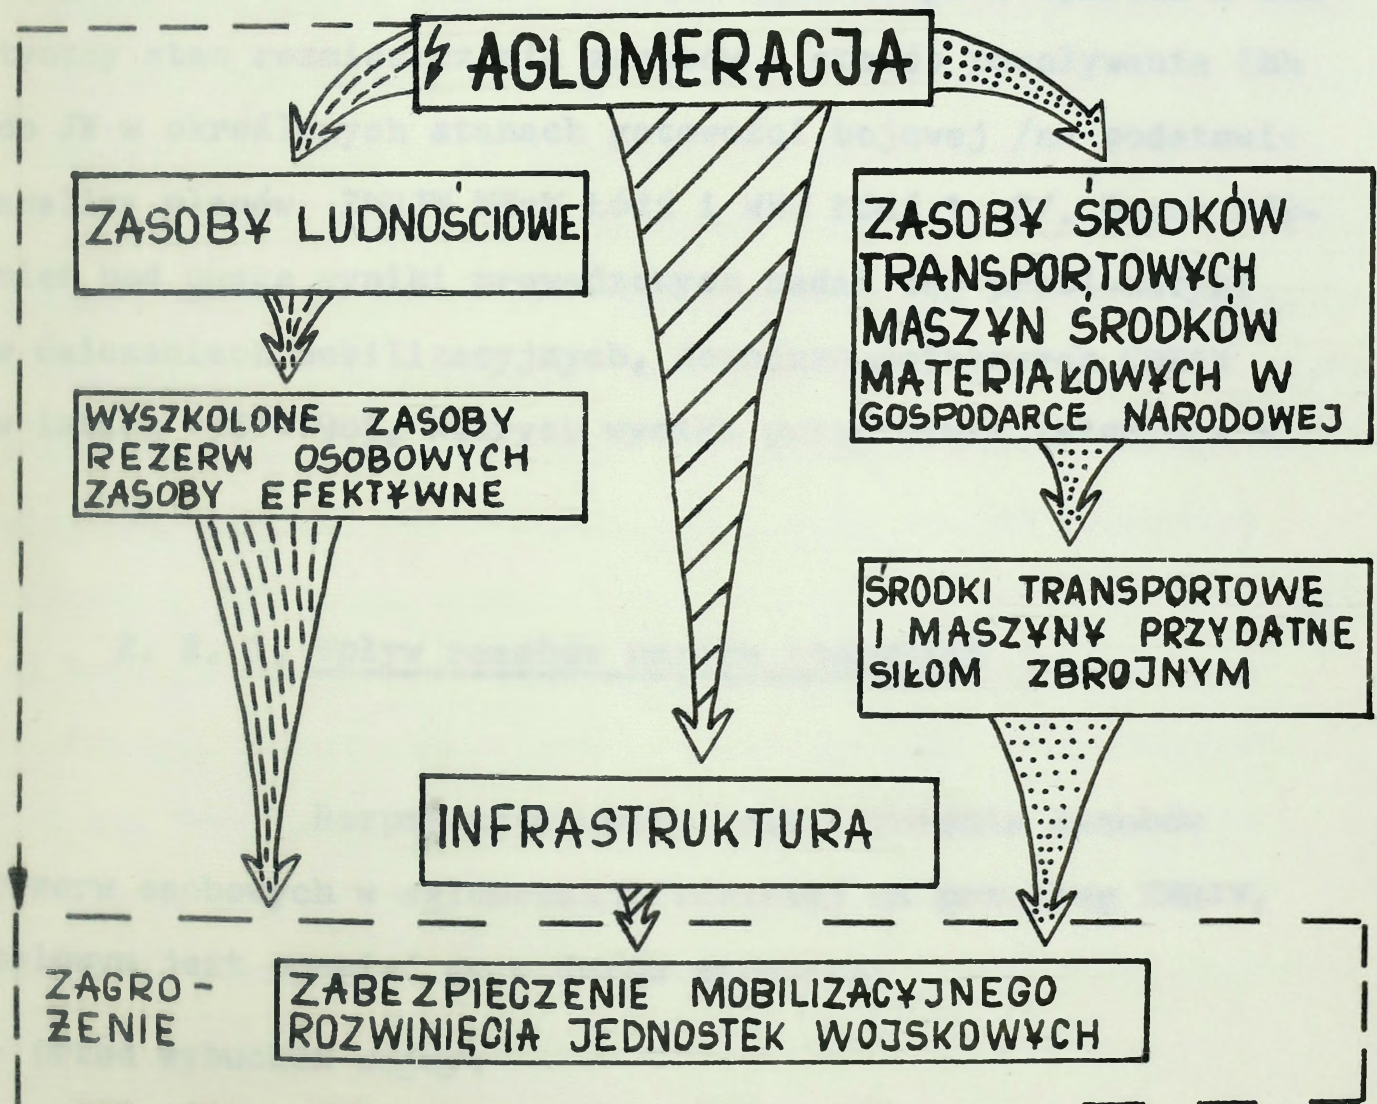 AGLOMERACJA
ZASOBY LUDNOŚCIOWE
WYSZKOLONE ZASOBY
REZERW OSOBOWYCH
ZASOBY EFEKTYWNE
ZASOBY ŚRODKÓW
TRANSPORTOWYCH
MASZYN ŚRODKÓW
MATERIAŁOWYCH W
GOSPODARCE NARODOWEJ
ŚRODKI TRANSPORTOWE
I MASZYNY PRZYDATNE
SIŁOM ZBROJNYM
INFRASTRUKTURA
ZAGRO-
ŻENIE
ZABEZPIECZENIE MOBILIZACYJNEGO
ROZWINIĘCIA JEDNOSTEK WOJSKOWYCH